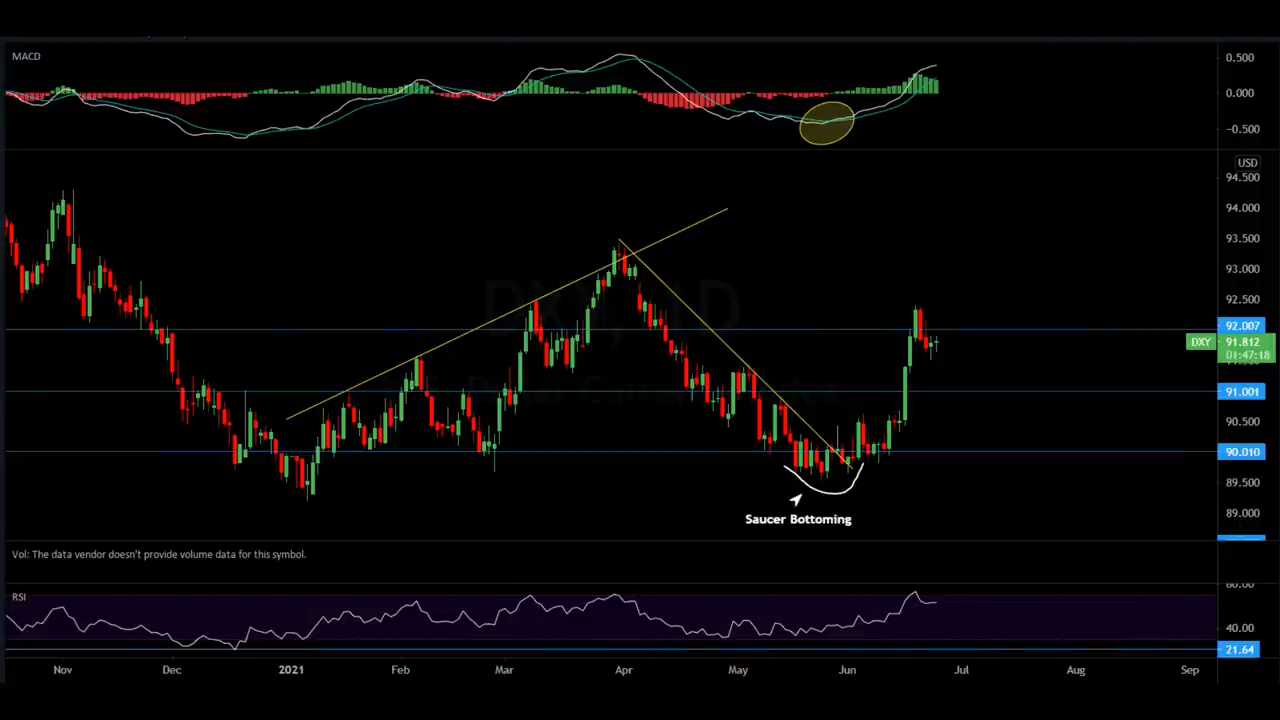 MACD
0.500
0.000
−0.500
USD
94.500
94.000
93.500
93.000
92.500
92.007
DXY 91.812
01:47:18
91.001
90.500
90.010
89.500
89.000
DXY, 1D
Saucer Bottoming
Vol: The data vendor doesn't provide volume data for this symbol.
RSI
60.00
40.00
21.64
Nov Dec 2021 Feb Mar Apr May Jun Jul Aug Sep